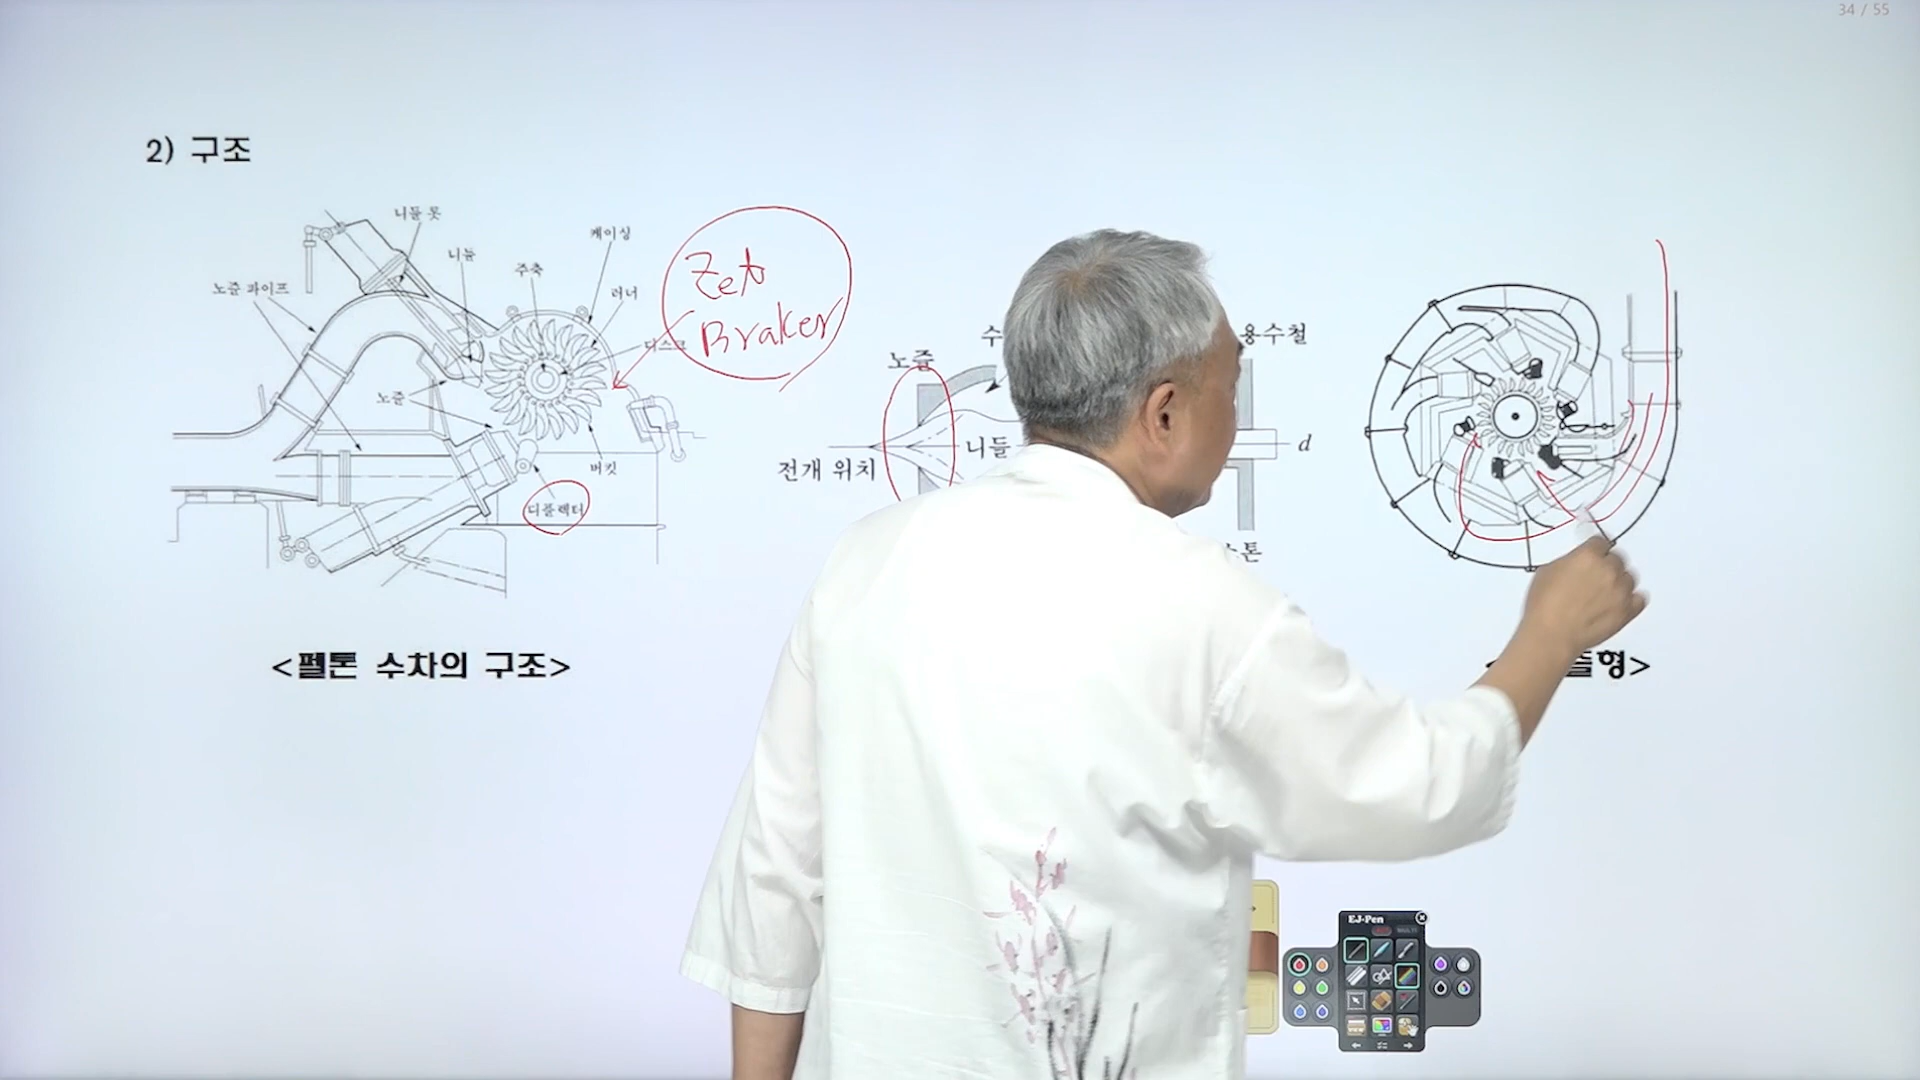 34 / 55
2) 구조
니들 못
니들
주축
케이싱
러너
노즐 파이프
디스크
노즐
버킷
디플렉터
Zet
Braker
노즐
수
용수철
니들
d
전개 위치
톤
<펠톤 수차의 구조>
형>
EJ-Pen